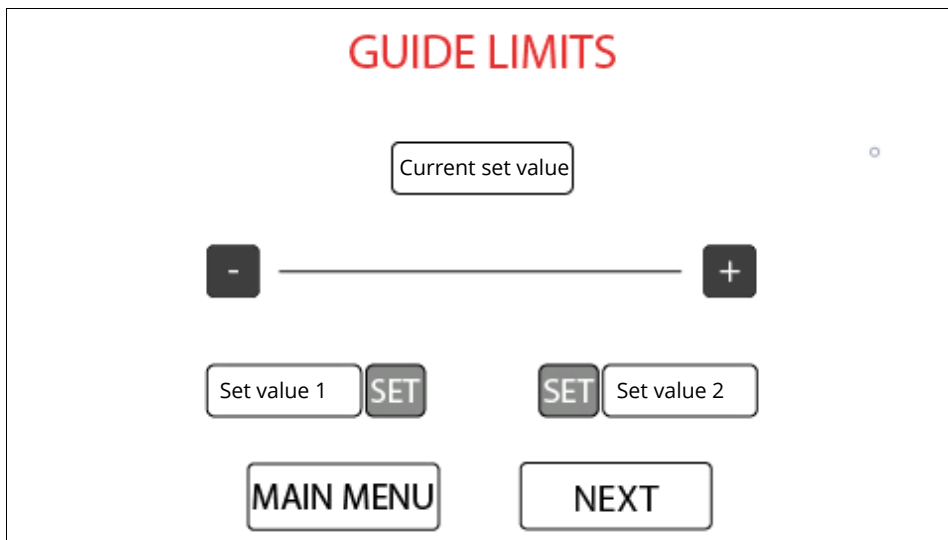 GUIDE LIMITS
Current set value
- +
Set value 1 SET SET Set value 2
MAIN MENU NEXT